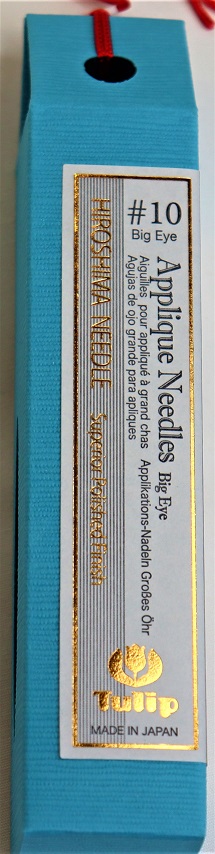 #10
Big Eye
Applique Needles Big Eye
Aiguilles pour appliqué à grand chas Applikations-Nadeln Großes Öhr
Agujas de ojo grande para apliques
HIROSHIMA NEEDLE Superior Polished Finish
Tulip
MADE IN JAPAN